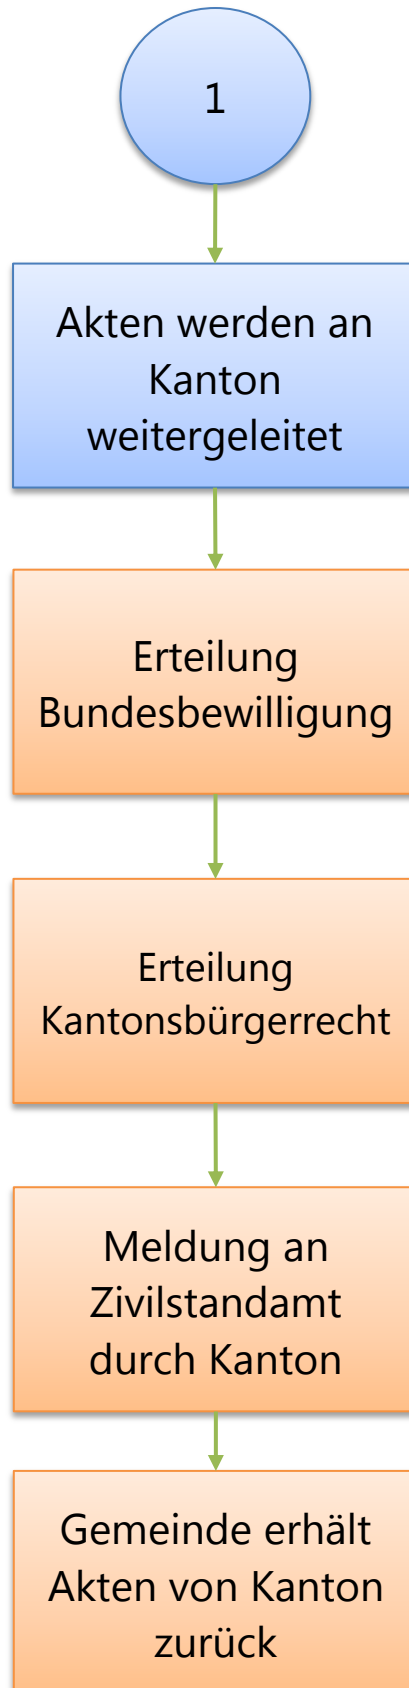 1
Akten werden an
Kanton
weitergeleitet
Erteilung
Bundesbewilligung
Erteilung
Kantonsbürgerrecht
Meldung an
Zivilstandamt
durch Kanton
Gemeinde erhält
Akten von Kanton
zurück